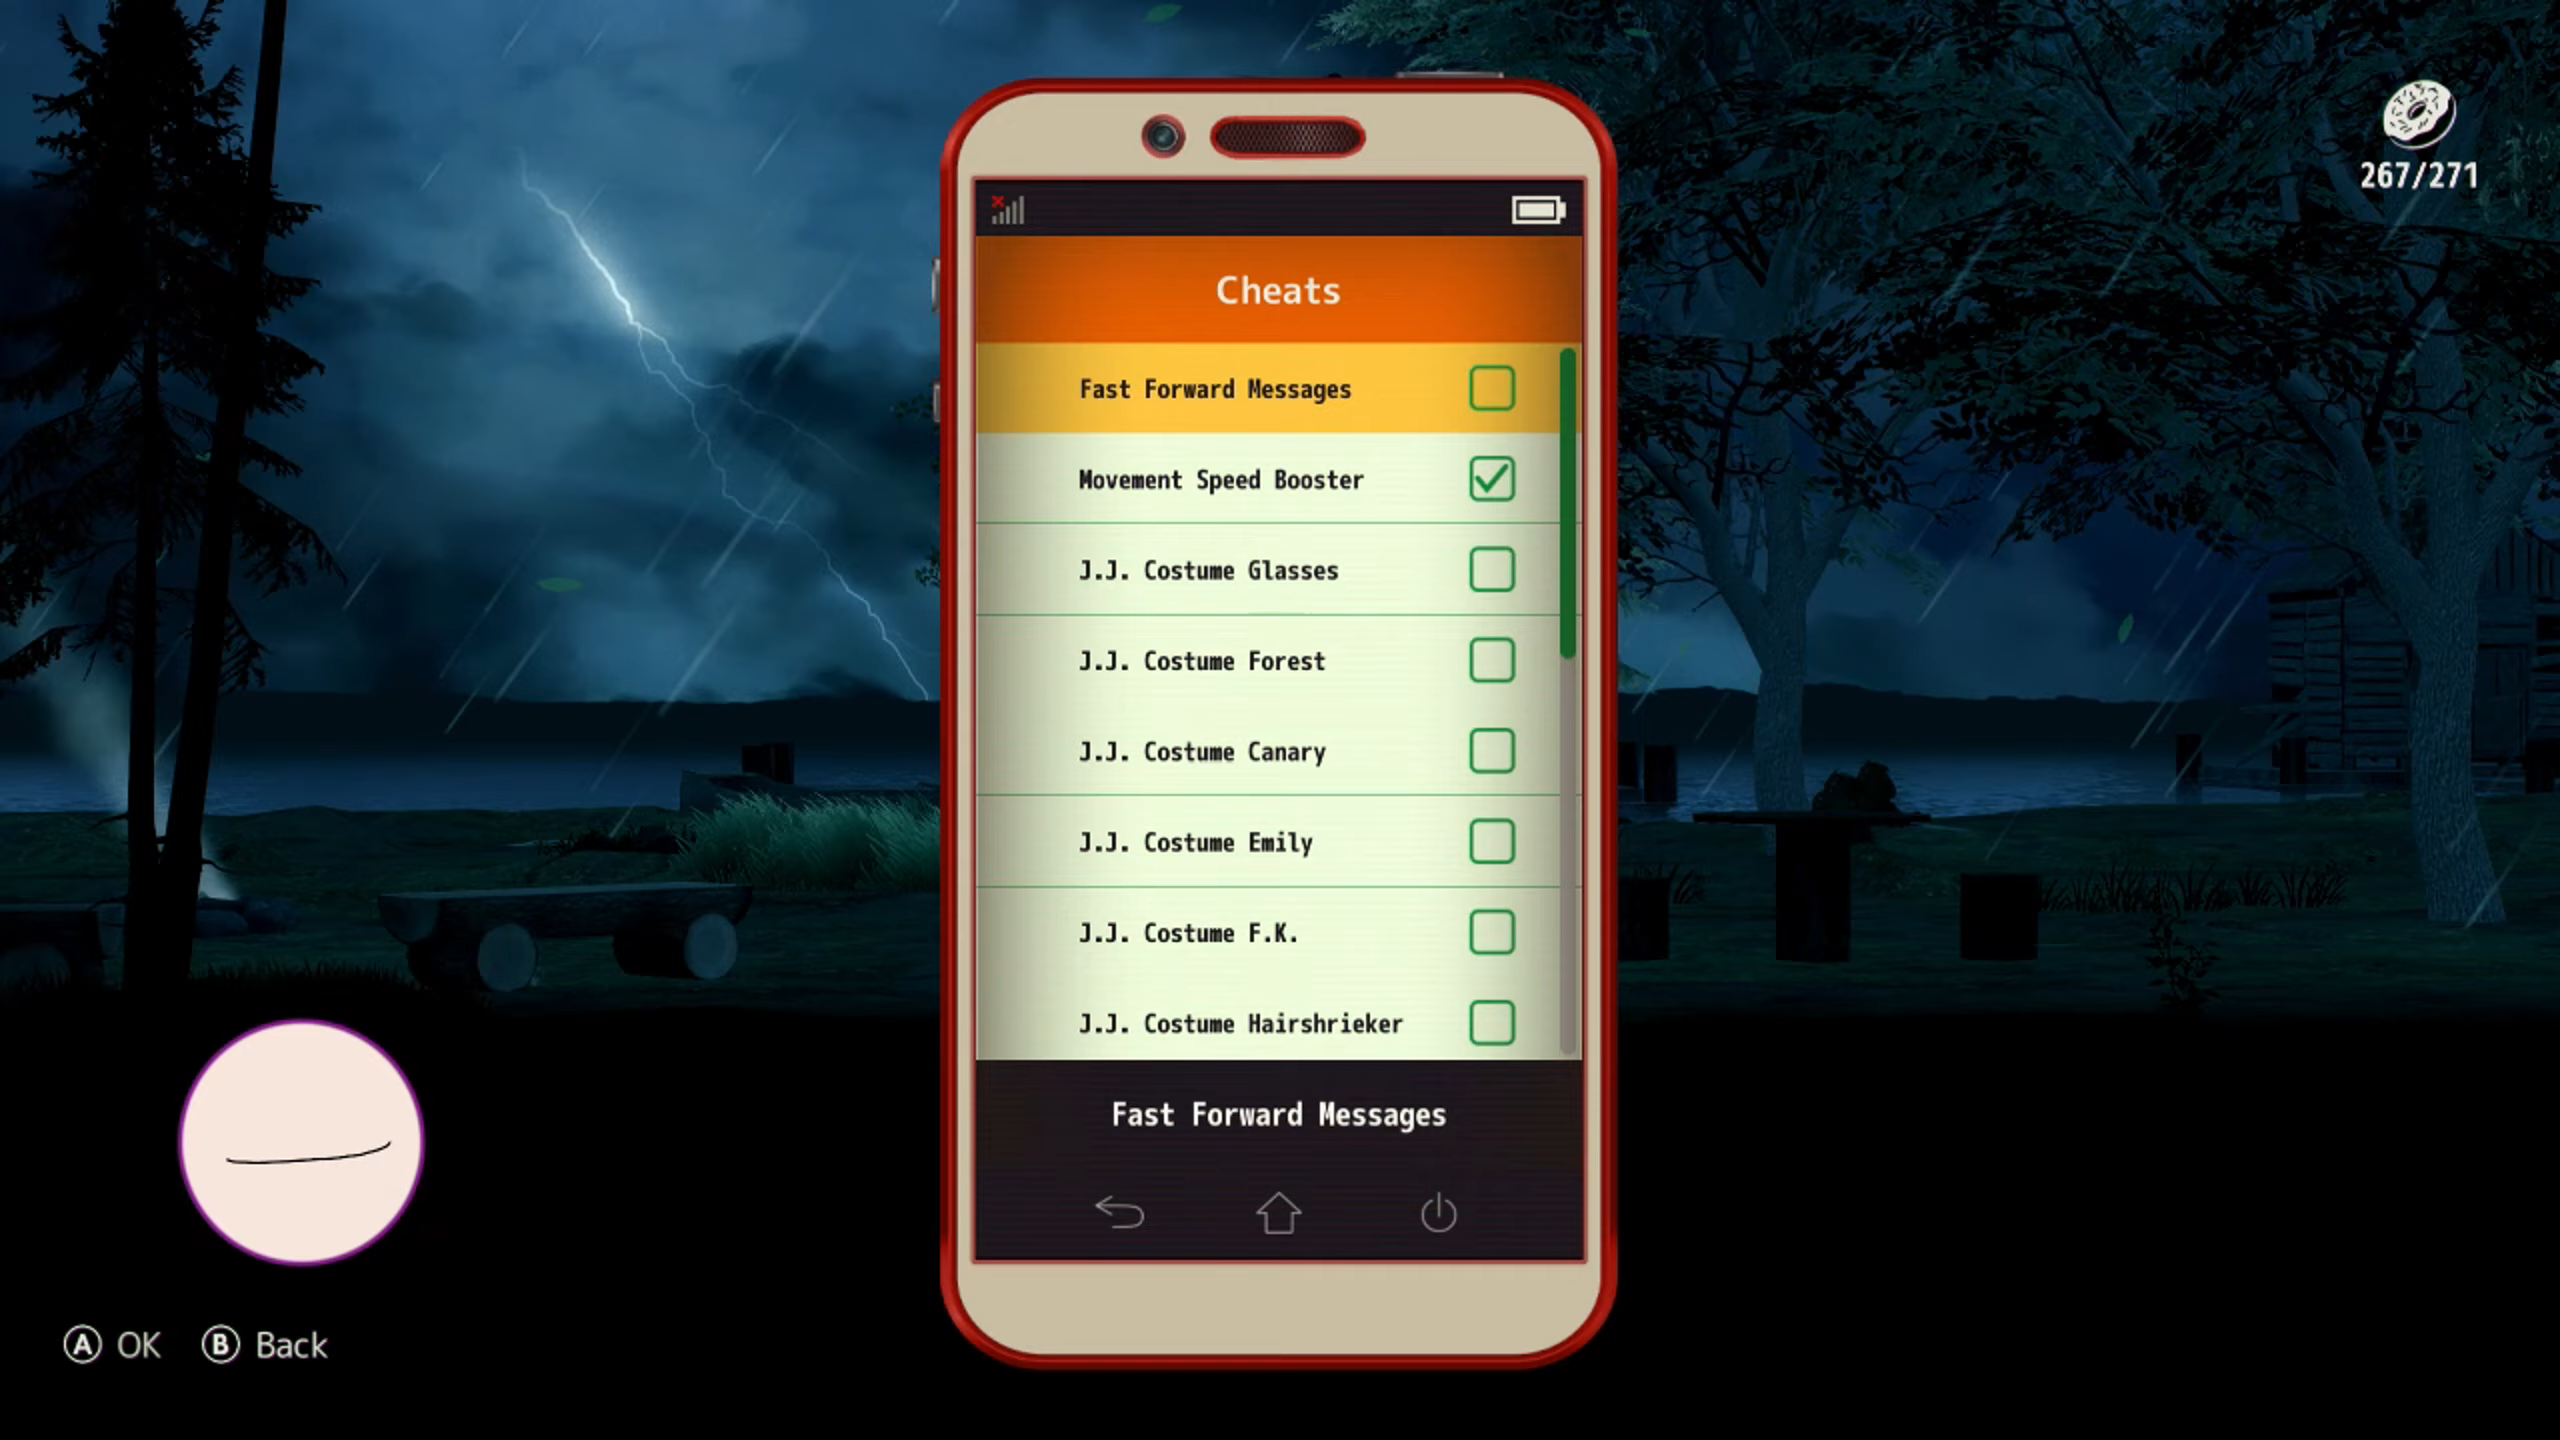 267/271
Cheats
Fast Forward Messages
Movement Speed Booster
J.J. Costume Glasses
J.J. Costume Forest
J.J. Costume Canary
J.J. Costume Emily
J.J. Costume F.K.
J.J. Costume Hairshrieker
Fast Forward Messages
A OK B Back